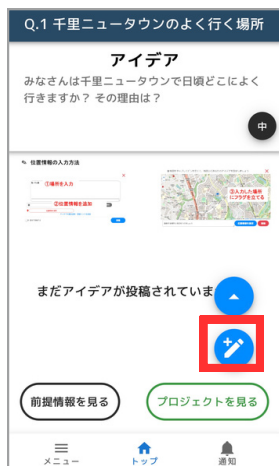 Q.1 千里ニュータウンのよく行く場所
アイデア
みなさんは千里ニュータウンで日頃どこによく
行きますか？ その理由は？
中
位置情報の入力方法
①場所を入力
②位置情報を追加
③入力した場所
にフラグを立てる
まだアイデアが投稿されていま
前提情報を見る
プロジェクトを見る
メニュー
トップ
通知